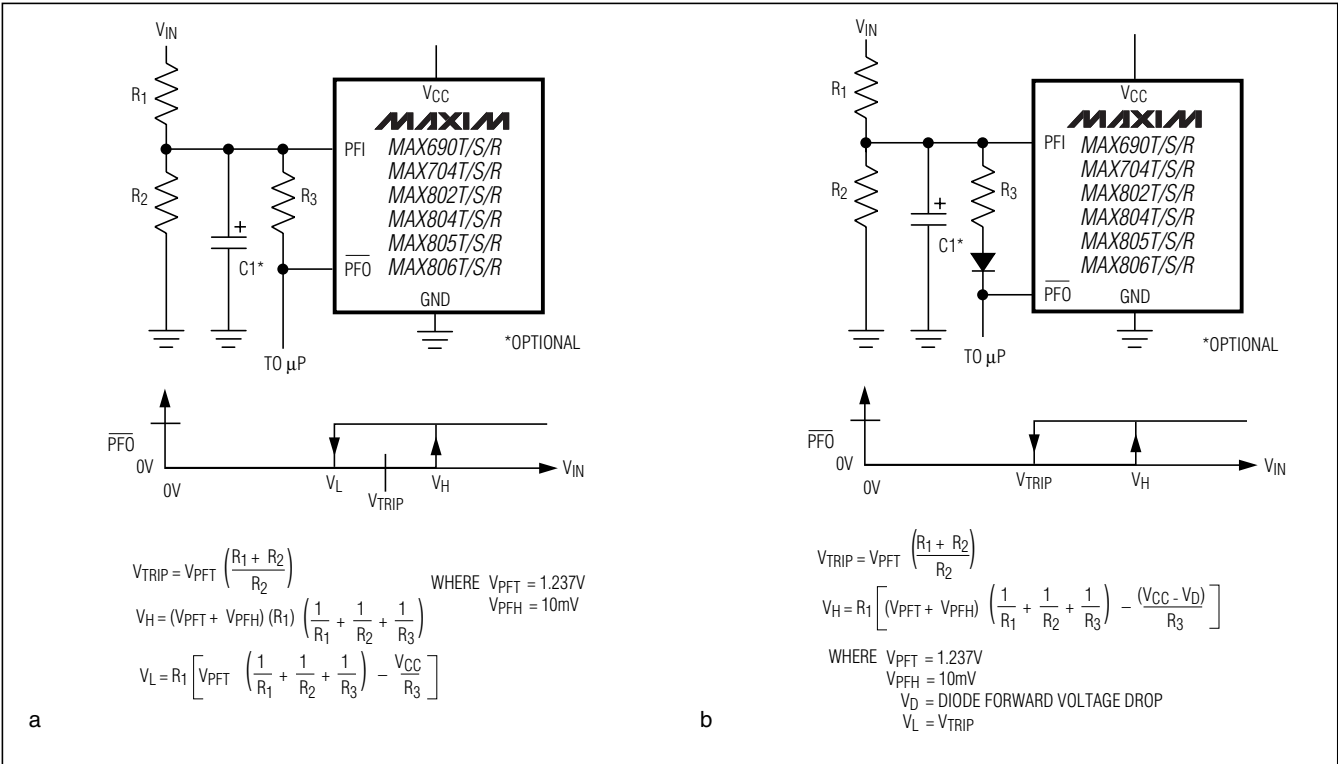 VIN
R1
VCC
MAXIM
PFI
MAX690T/S/R
MAX704T/S/R
R2
R3
MAX802T/S/R
MAX804T/S/R
+
MAX805T/S/R
C1*
PFO
MAX806T/S/R
GND
*OPTIONAL
TO μP
PFO
0V
0V
VL
VTRIP
VH
VIN
VTRIP = VPFT (R1 + R2 / R2)
WHERE VPFT = 1.237V
VPFH = 10mV
VH = (VPFT + VPFH) (R1) (1/R1 + 1/R2 + 1/R3)
VL = R1 [VPFT (1/R1 + 1/R2 + 1/R3) – VCC/R3]
a
VIN
R1
VCC
MAXIM
PFI
MAX690T/S/R
MAX704T/S/R
R2
R3
MAX802T/S/R
MAX804T/S/R
+
MAX805T/S/R
C1*
MAX806T/S/R
PFO
GND
*OPTIONAL
TO μP
PFO
0V
0V
VTRIP
VH
VIN
VTRIP = VPFT (R1 + R2 / R2)
VH = R1 [(VPFT + VPFH) (1/R1 + 1/R2 + 1/R3) – (VCC - VD)/R3]
WHERE VPFT = 1.237V
VPFH = 10mV
VD = DIODE FORWARD VOLTAGE DROP
VL = VTRIP
b